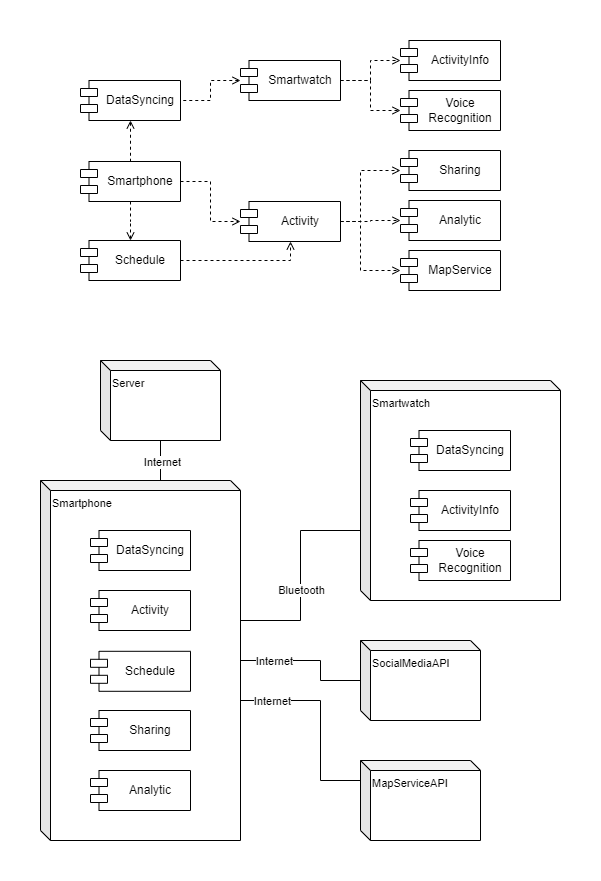 ActivityInfo
Smartwatch
DataSyncing
Voice
Recognition
Sharing
Smartphone
Activity
Analytic
Schedule
MapService
Server
Internet
Smartwatch
DataSyncing
ActivityInfo
Voice
Recognition
Smartphone
DataSyncing
Activity
Schedule
Sharing
Analytic
Bluetooth
Internet
SocialMediaAPI
Internet
MapServiceAPI